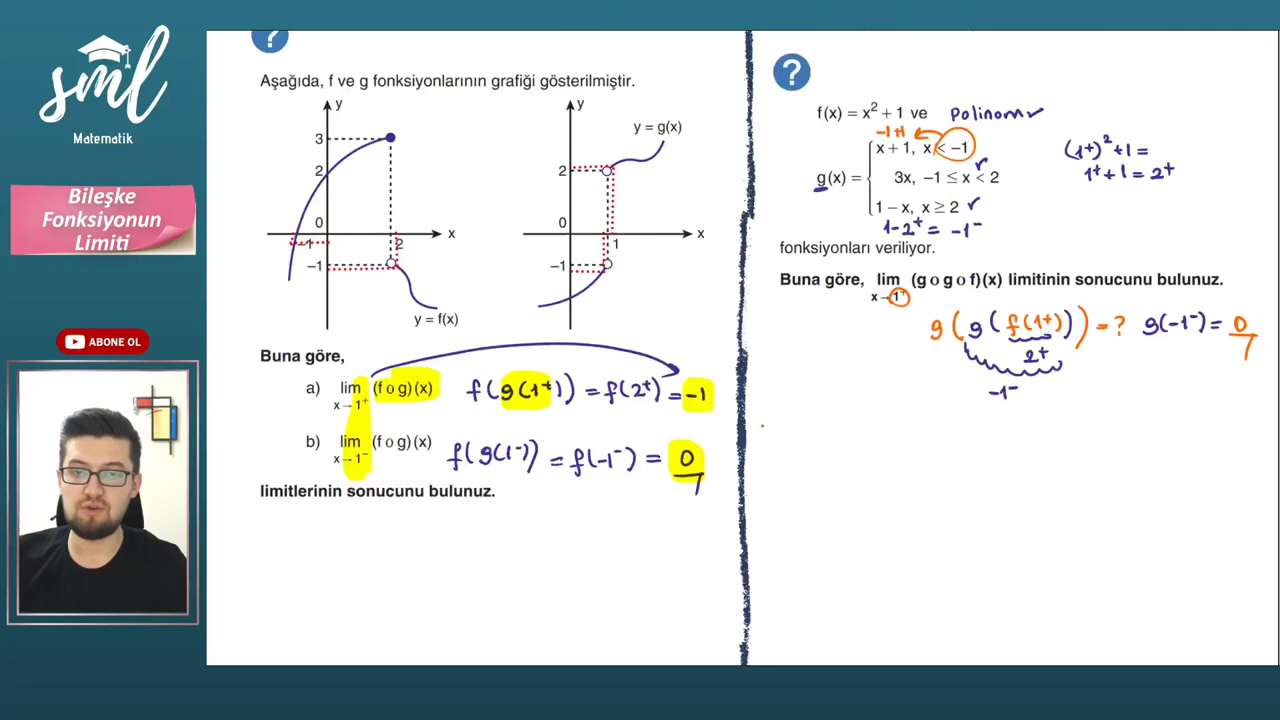 sml
Matematik
Bileşke
Fonksiyonun
Limiti
ABONE OL
?
Aşağıda, f ve g fonksiyonlarının grafiği gösterilmiştir.
y
3
2
0
-1
2
x
-1
y = f(x)
y
y = g(x)
2
0
1
x
-1
Buna göre,
a) lim (f o g)(x) f(g(1⁺)) = f(2⁺) = -1
x → 1⁺
b) lim (f o g)(x) f(g(1⁻)) = f(-1⁻) = 0
x → 1⁻
limitlerinin sonucunu bulunuz.
?
f(x) = x² + 1 ve Polinom
-1+1
x + 1, x < -1
g(x) = 3x, -1 ≤ x < 2
1 - x, x ≥ 2
1-2⁺ = -1⁻
(1⁺)² + 1 =
1⁺ + 1 = 2⁺
fonksiyonları veriliyor.
Buna göre, lim (g o g o f)(x) limitinin sonucunu bulunuz.
x → 1⁺
g(g(f(1⁺))) = ? g(-1⁻) = 0
2⁺
-1⁻